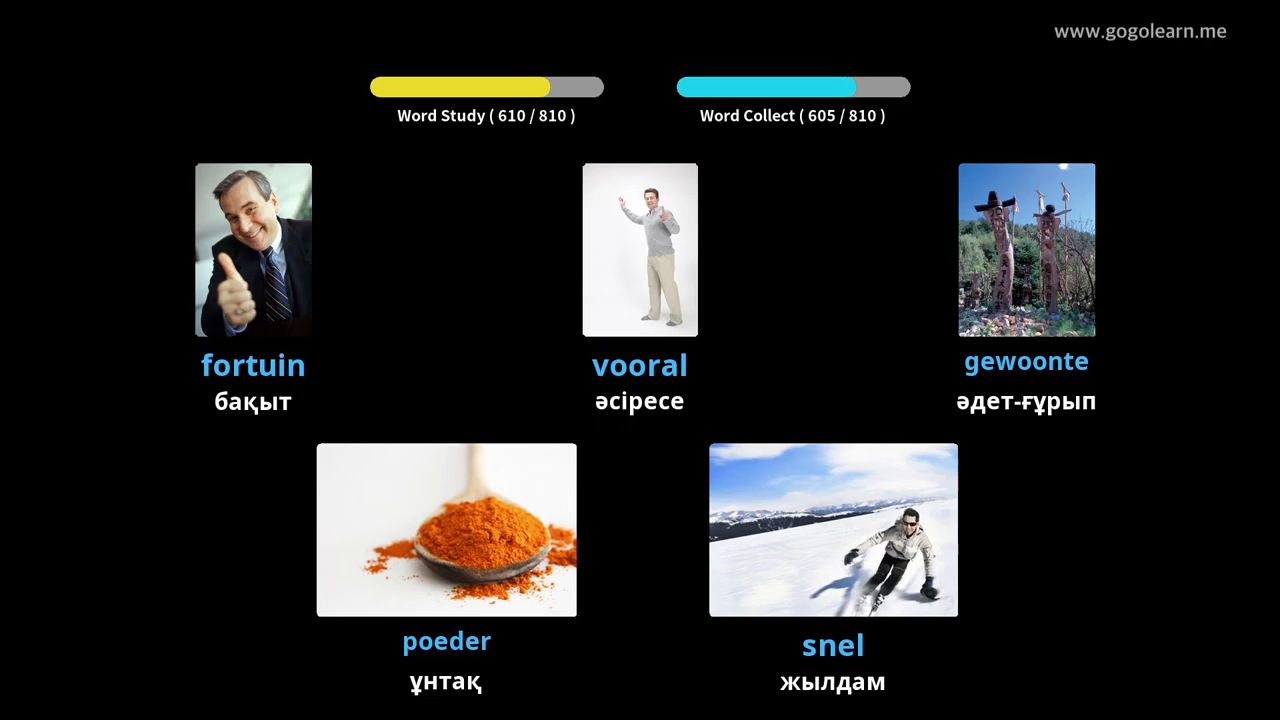 www.gogolearn.me
Word Study ( 610 / 810 )
Word Collect ( 605 / 810 )
fortuin
бақыт
vooral
әсіресе
gewoonte
әдет-ғұрып
poeder
ұнтақ
snel
жылдам